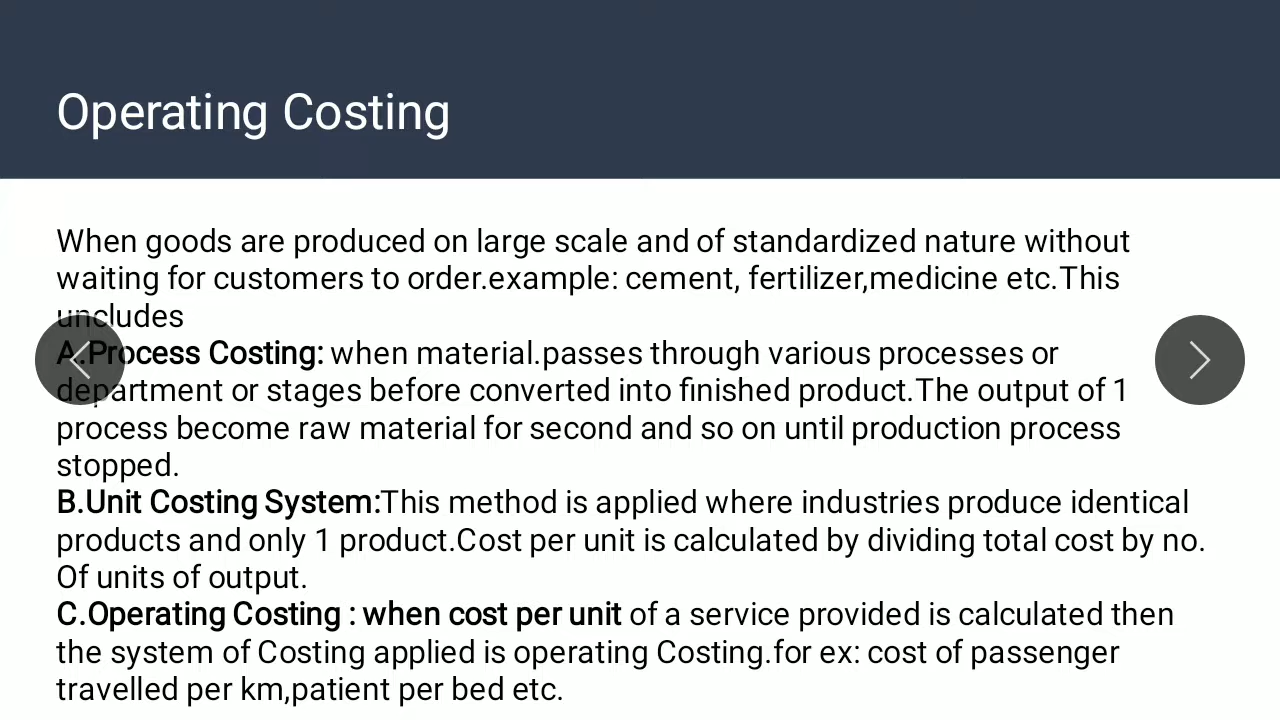 Operating Costing
When goods are produced on large scale and of standardized nature without
waiting for customers to order.example: cement, fertilizer,medicine etc.This
uncludes
A.Process Costing: when material.passes through various processes or
department or stages before converted into finished product.The output of 1
process become raw material for second and so on until production process
stopped.
B.Unit Costing System:This method is applied where industries produce identical
products and only 1 product.Cost per unit is calculated by dividing total cost by no.
Of units of output.
C.Operating Costing : when cost per unit of a service provided is calculated then
the system of Costing applied is operating Costing.for ex: cost of passenger
travelled per km,patient per bed etc.